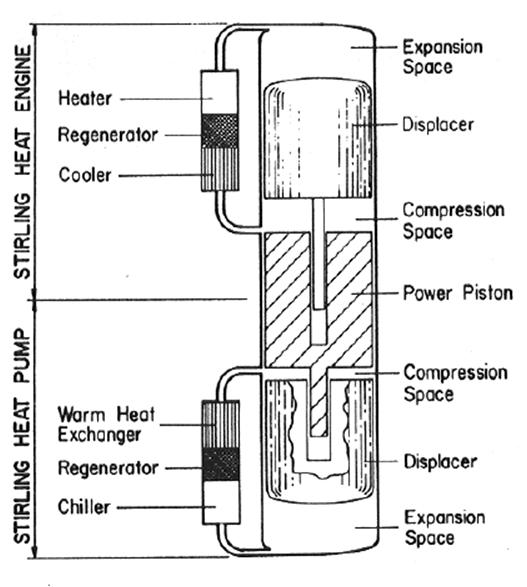 STIRLING HEAT ENGINE
Heater
Regenerator
Cooler
Expansion
Space
Displacer
Compression
Space
Power Piston
STIRLING HEAT PUMP
Warm Heat
Exchanger
Regenerator
Chiller
Compression
Space
Displacer
Expansion
Space